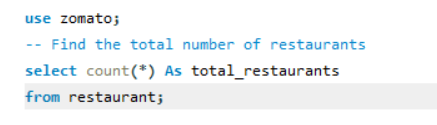 use zomato;
-- Find the total number of restaurants
select count(*) As total_restaurants
from restaurant;